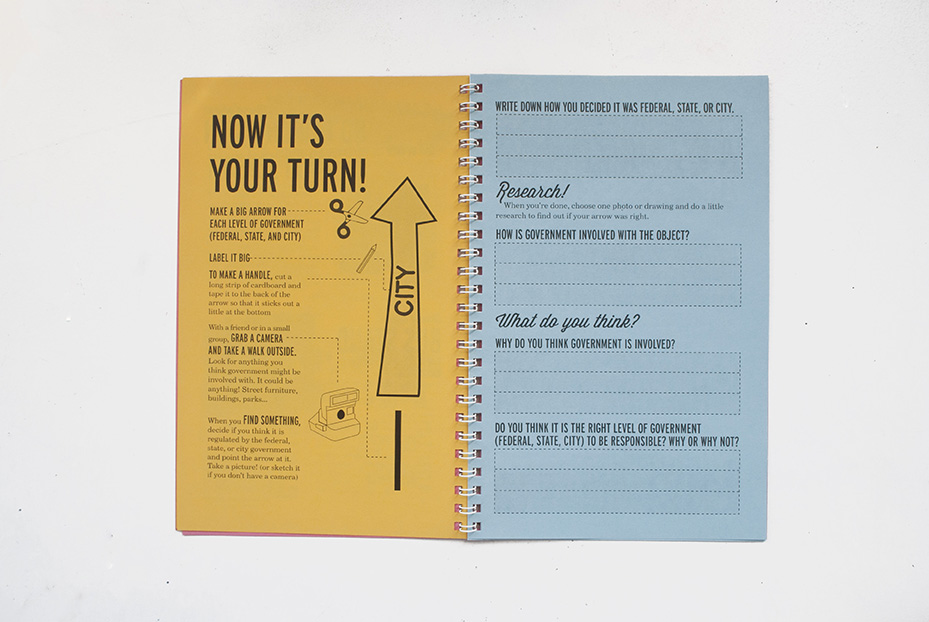 NOW IT'S
YOUR TURN!
MAKE A BIG ARROW FOR
EACH LEVEL OF GOVERNMENT
(FEDERAL, STATE, AND CITY)
LABEL IT BIG
TO MAKE A HANDLE, cut a
long strip of cardboard and
tape it to the back of the
arrow so that it sticks out a
little at the bottom
With a friend or in a small
group, GRAB A CAMERA
AND TAKE A WALK OUTSIDE.
Look for anything you
think government might be
involved with. It could be
anything! Street furniture,
buildings, parks...
When you FIND SOMETHING,
decide if you think it is
regulated by the federal,
state, or city government
and point the arrow at it.
Take a picture! (or sketch it
if you don't have a camera)
CITY
WRITE DOWN HOW YOU DECIDED IT WAS FEDERAL, STATE, OR CITY.
Research!
When you're done, choose one photo or drawing and do a little
research to find out if your arrow was right.
HOW IS GOVERNMENT INVOLVED WITH THE OBJECT?
What do you think?
WHY DO YOU THINK GOVERNMENT IS INVOLVED?
DO YOU THINK IT IS THE RIGHT LEVEL OF GOVERNMENT
(FEDERAL, STATE, CITY) TO BE RESPONSIBLE? WHY OR WHY NOT?